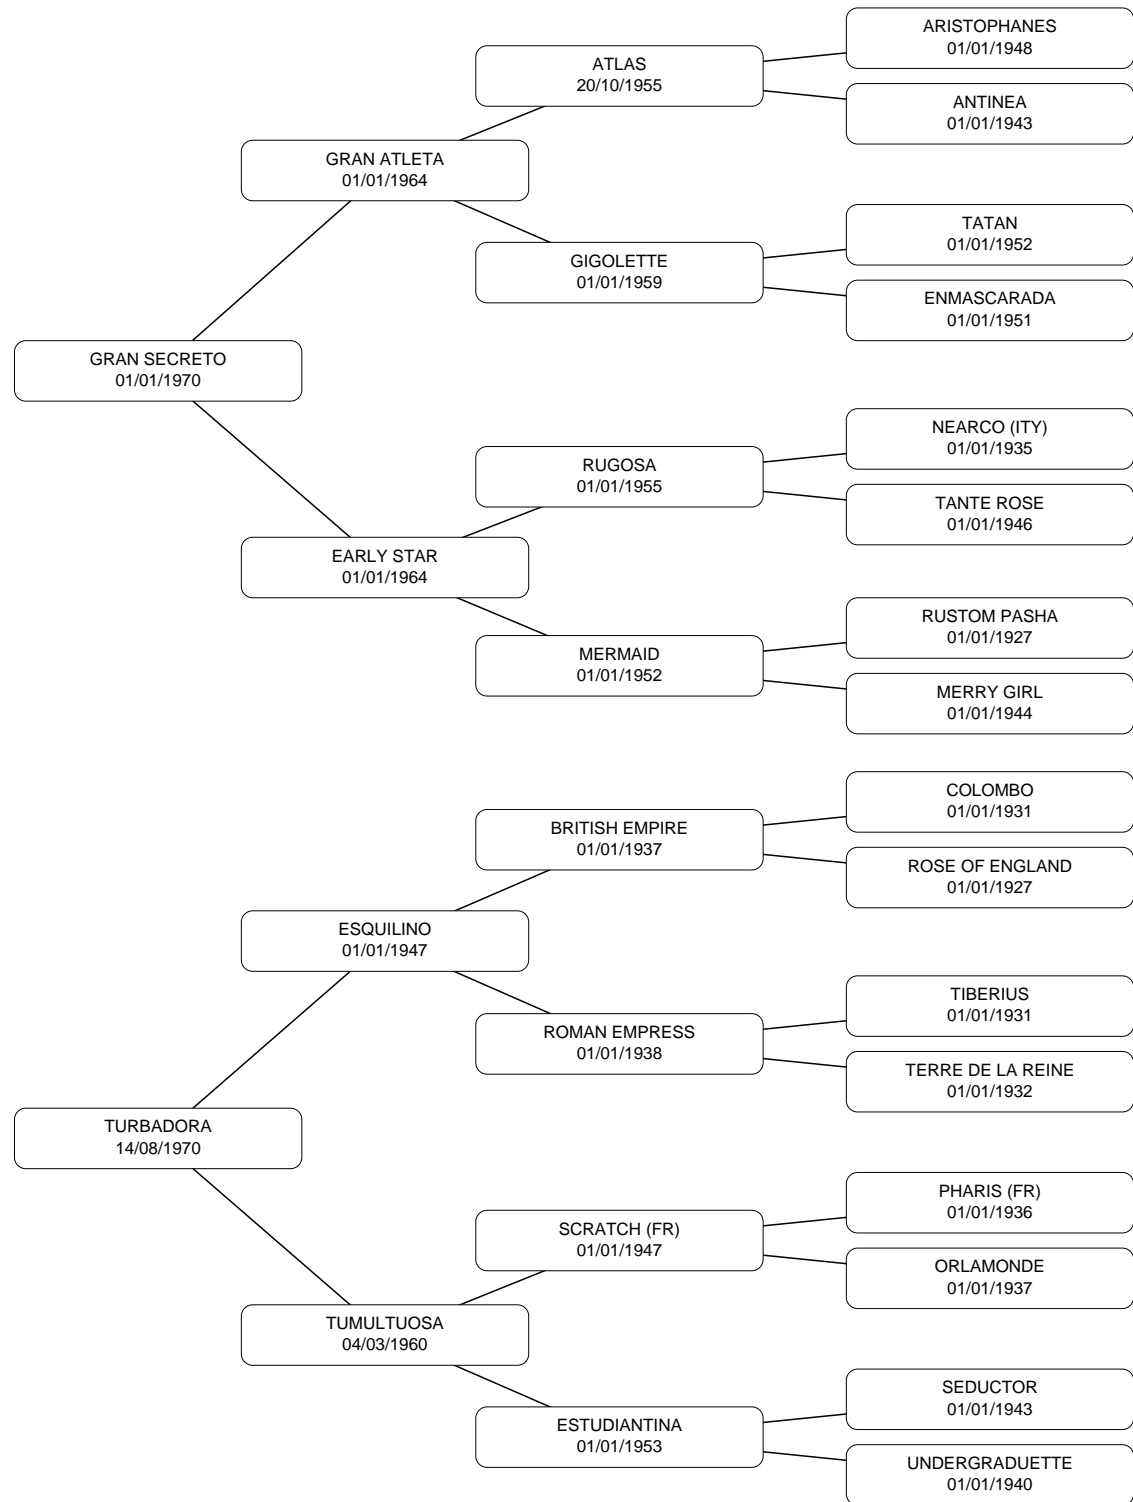 ARISTOPHANES
01/01/1948
ATLAS
20/10/1955
ANTINEA
01/01/1943
GRAN ATLETA
01/01/1964
TATAN
01/01/1952
GIGOLETTE
01/01/1959
ENMASCARADA
01/01/1951
GRAN SECRETO
01/01/1970
NEARCO (ITY)
01/01/1935
RUGOSA
01/01/1955
TANTE ROSE
01/01/1946
EARLY STAR
01/01/1964
RUSTOM PASHA
01/01/1927
MERMAID
01/01/1952
MERRY GIRL
01/01/1944
COLOMBO
01/01/1931
BRITISH EMPIRE
01/01/1937
ROSE OF ENGLAND
01/01/1927
ESQUILINO
01/01/1947
TIBERIUS
01/01/1931
ROMAN EMPRESS
01/01/1938
TERRE DE LA REINE
01/01/1932
TURBADORA
14/08/1970
PHARIS (FR)
01/01/1936
SCRATCH (FR)
01/01/1947
ORLAMONDE
01/01/1937
TUMULTUOSA
04/03/1960
SEDUCTOR
01/01/1943
ESTUDIANTINA
01/01/1953
UNDERGRADUETTE
01/01/1940